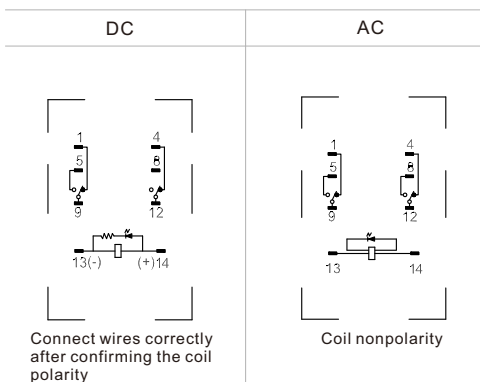 DC
AC
1 4
5 8
9 12
13(-) (+)14
1 4
5 8
9 12
13 14
Connect wires correctly
after confirming the coil
polarity
Coil nonpolarity